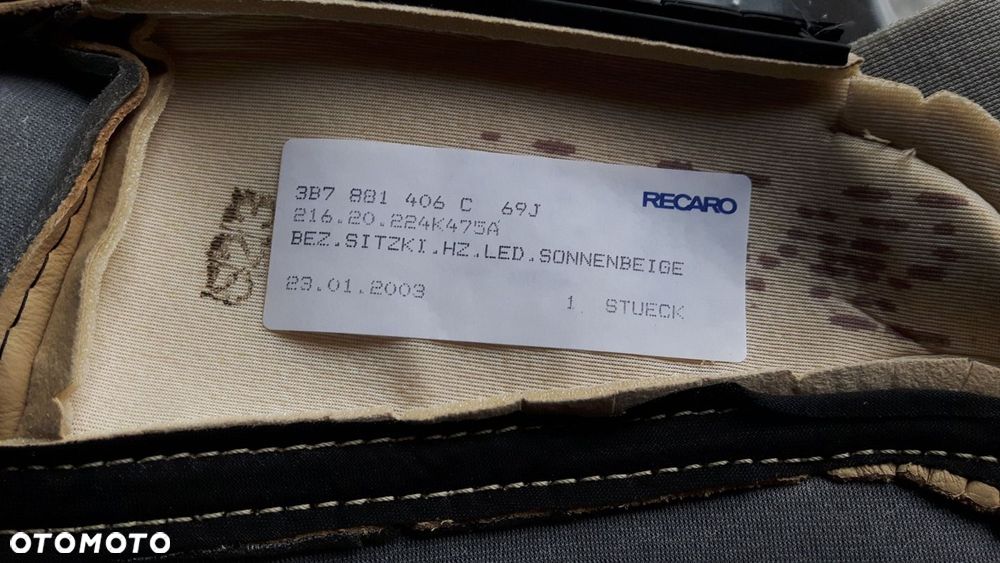 3B7 881 406 C 69J
RECARO
216.20.224K475A
BEZ.SITZKI.HZ.LED.SONNENBEIGE
23.01.2003 1 STUECK
OTOMOTO